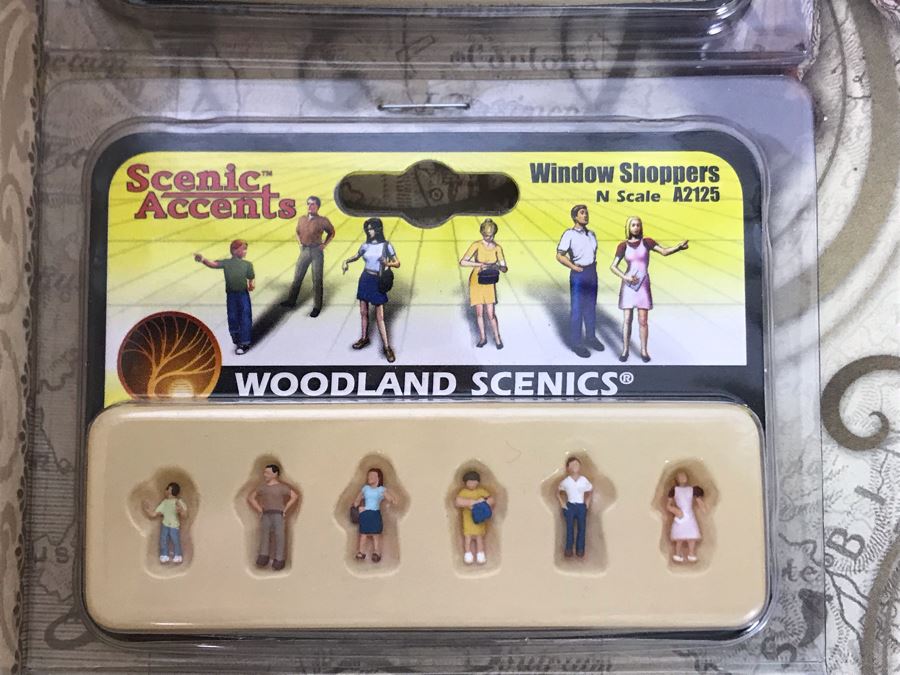 Scenic™
Accents
Window Shoppers
N Scale A2125
WOODLAND SCENICS®